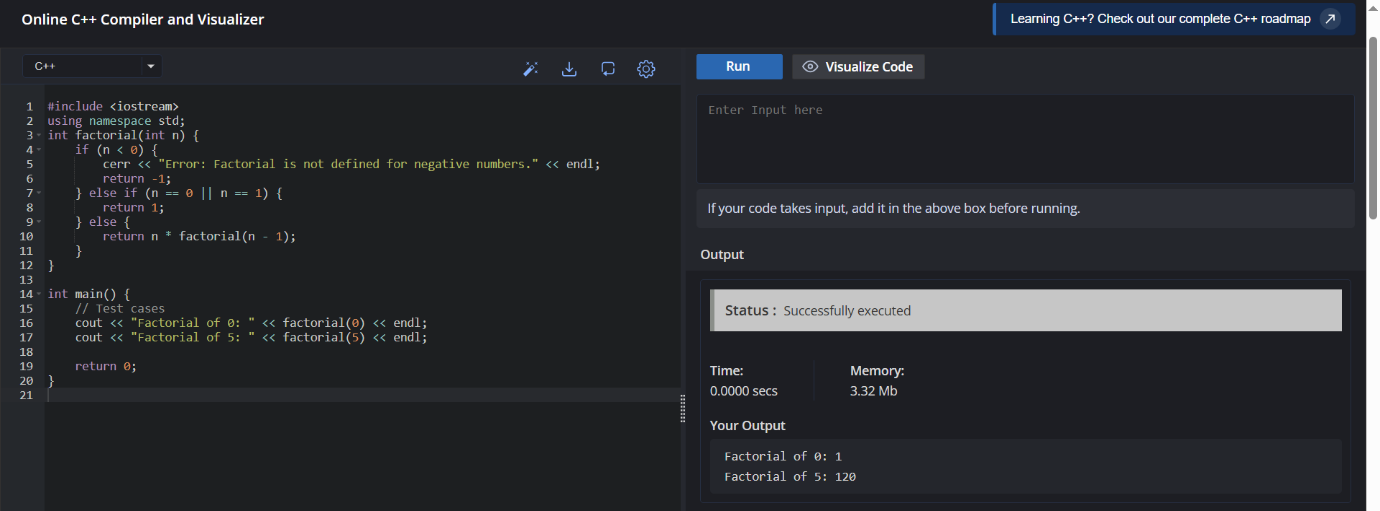 Online C++ Compiler and Visualizer
Learning C++? Check out our complete C++ roadmap
C++
Run
Visualize Code
1 #include <iostream>
2 using namespace std;
3 int factorial(int n) {
4     if (n < 0) {
5         cerr << "Error: Factorial is not defined for negative numbers." << endl;
6         return -1;
7     } else if (n == 0 || n == 1) {
8         return 1;
9     } else {
10         return n * factorial(n - 1);
11     }
12 }
13
14 int main() {
15     // Test cases
16     cout << "Factorial of 0: " << factorial(0) << endl;
17     cout << "Factorial of 5: " << factorial(5) << endl;
18
19     return 0;
20 }
21
Enter Input here
If your code takes input, add it in the above box before running.
Output
Status : Successfully executed
Time:
0.0000 secs
Memory:
3.32 Mb
Your Output
Factorial of 0: 1
Factorial of 5: 120